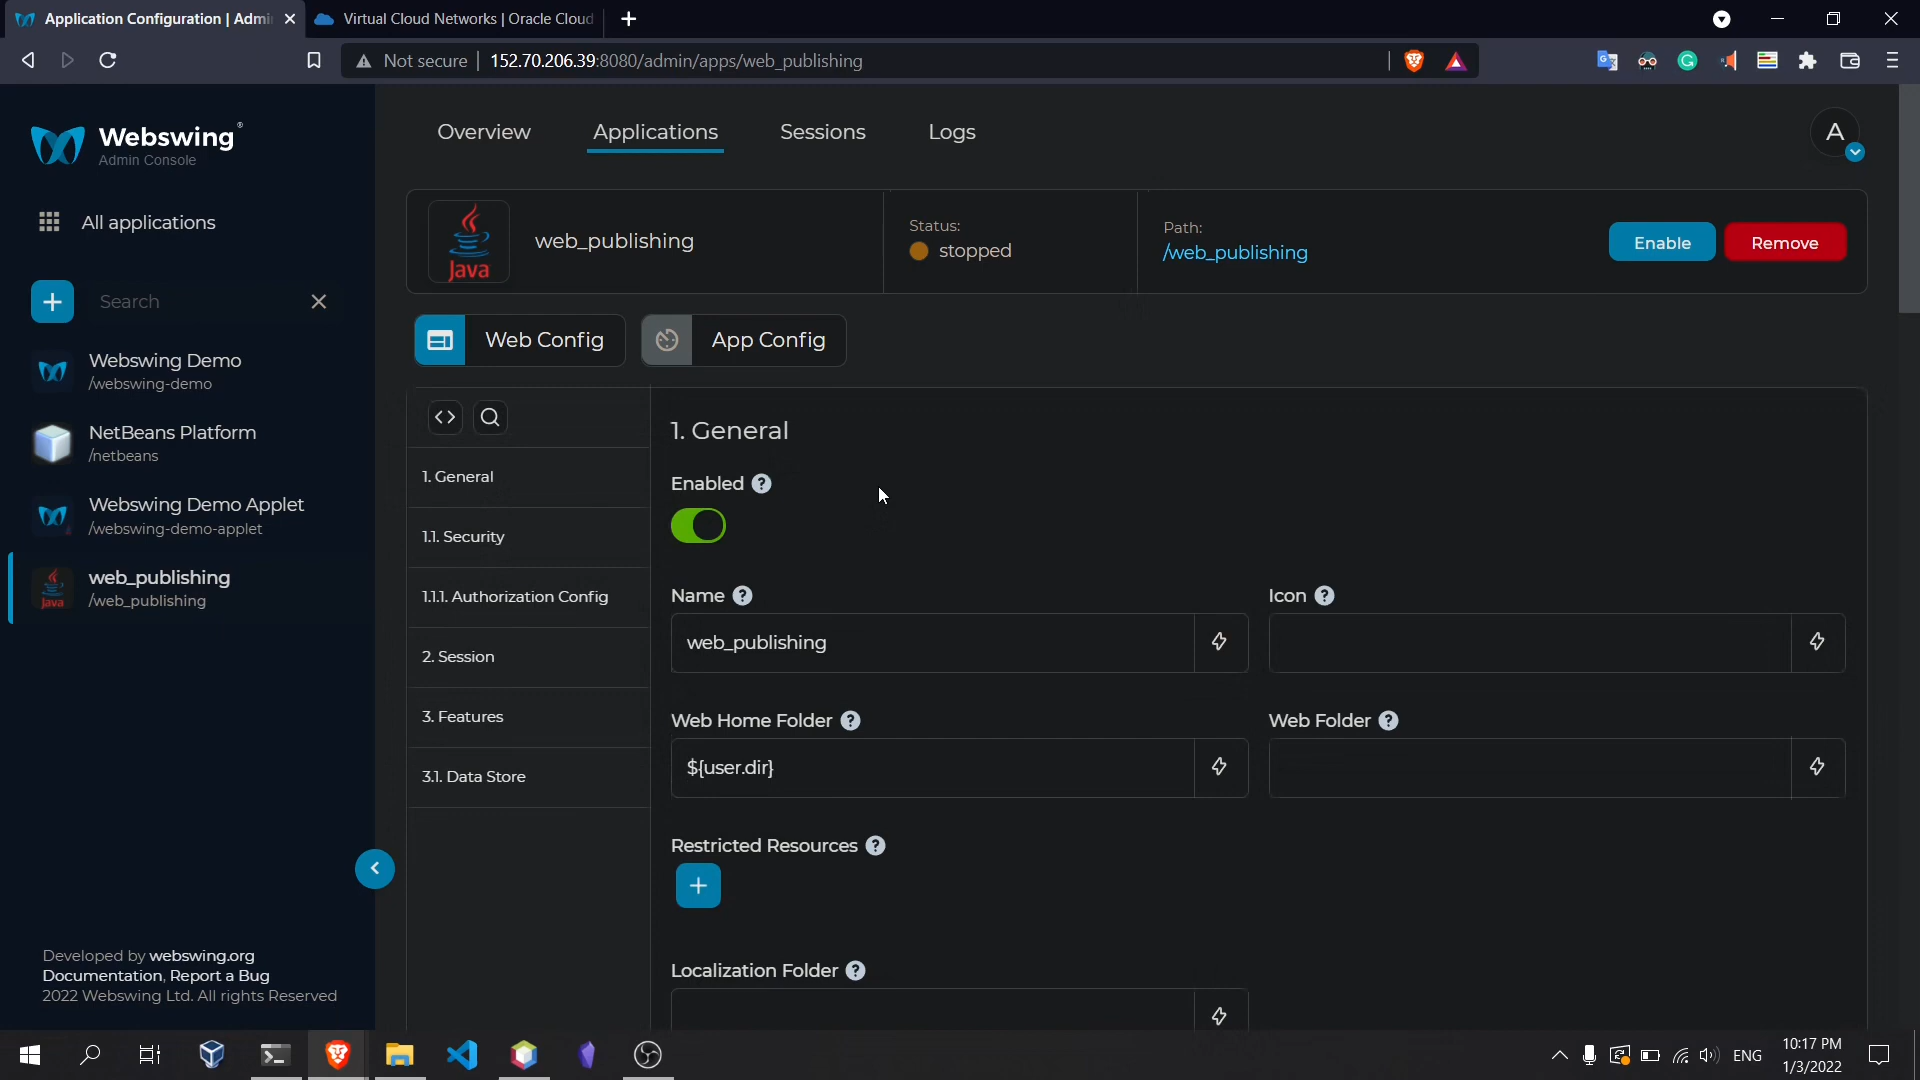 Application Configuration | Admi
Virtual Cloud Networks | Oracle Cloud
Not secure
152.70.206.39:8080/admin/apps/web_publishing
Webswing®
Admin Console
All applications
Search
Webswing Demo
/webswing-demo
NetBeans Platform
/netbeans
Webswing Demo Applet
/webswing-demo-applet
Java
web_publishing
/web_publishing
Developed by webswing.org
Documentation, Report a Bug
2022 Webswing Ltd. All rights Reserved
Overview
Applications
Sessions
Logs
A
Java
web_publishing
Status:
stopped
Path:
/web_publishing
Enable
Remove
Web Config
App Config
1. General
1.1. Security
1.1.1. Authorization Config
2. Session
3. Features
3.1. Data Store
1. General
Enabled ?
Name ?
web_publishing
Icon ?
Web Home Folder ?
${user.dir}
Web Folder ?
Restricted Resources ?
Localization Folder ?
ENG
10:17 PM
1/3/2022